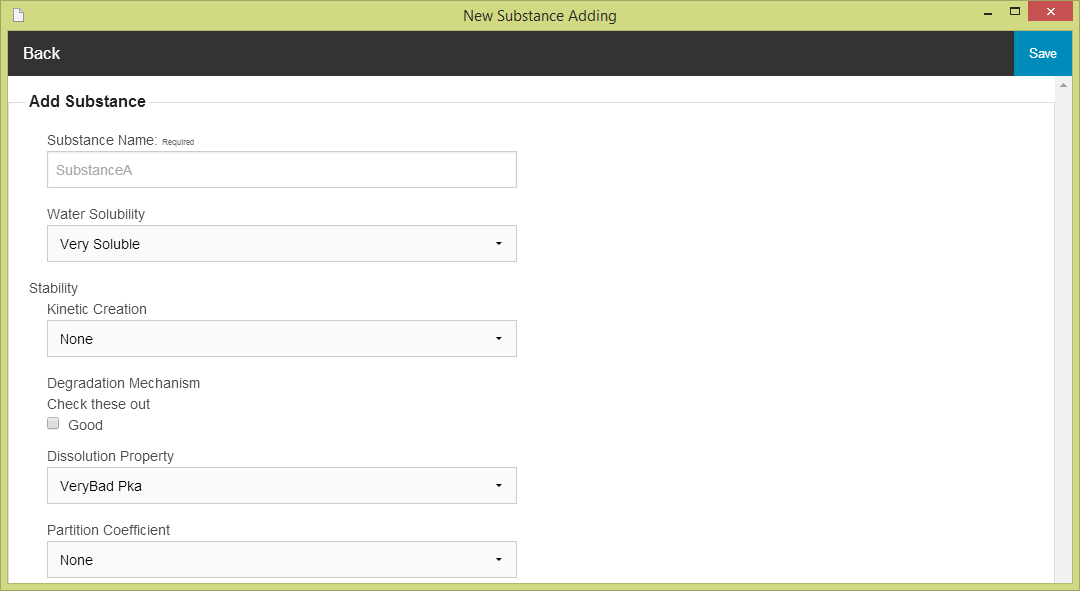 New Substance Adding
Back
Save
Add Substance
Substance Name: Required
SubstanceA
Water Solubility
Very Soluble
Stability
Kinetic Creation
None
Degradation Mechanism
Check these out
Good
Dissolution Property
VeryBad Pka
Partition Coefficient
None